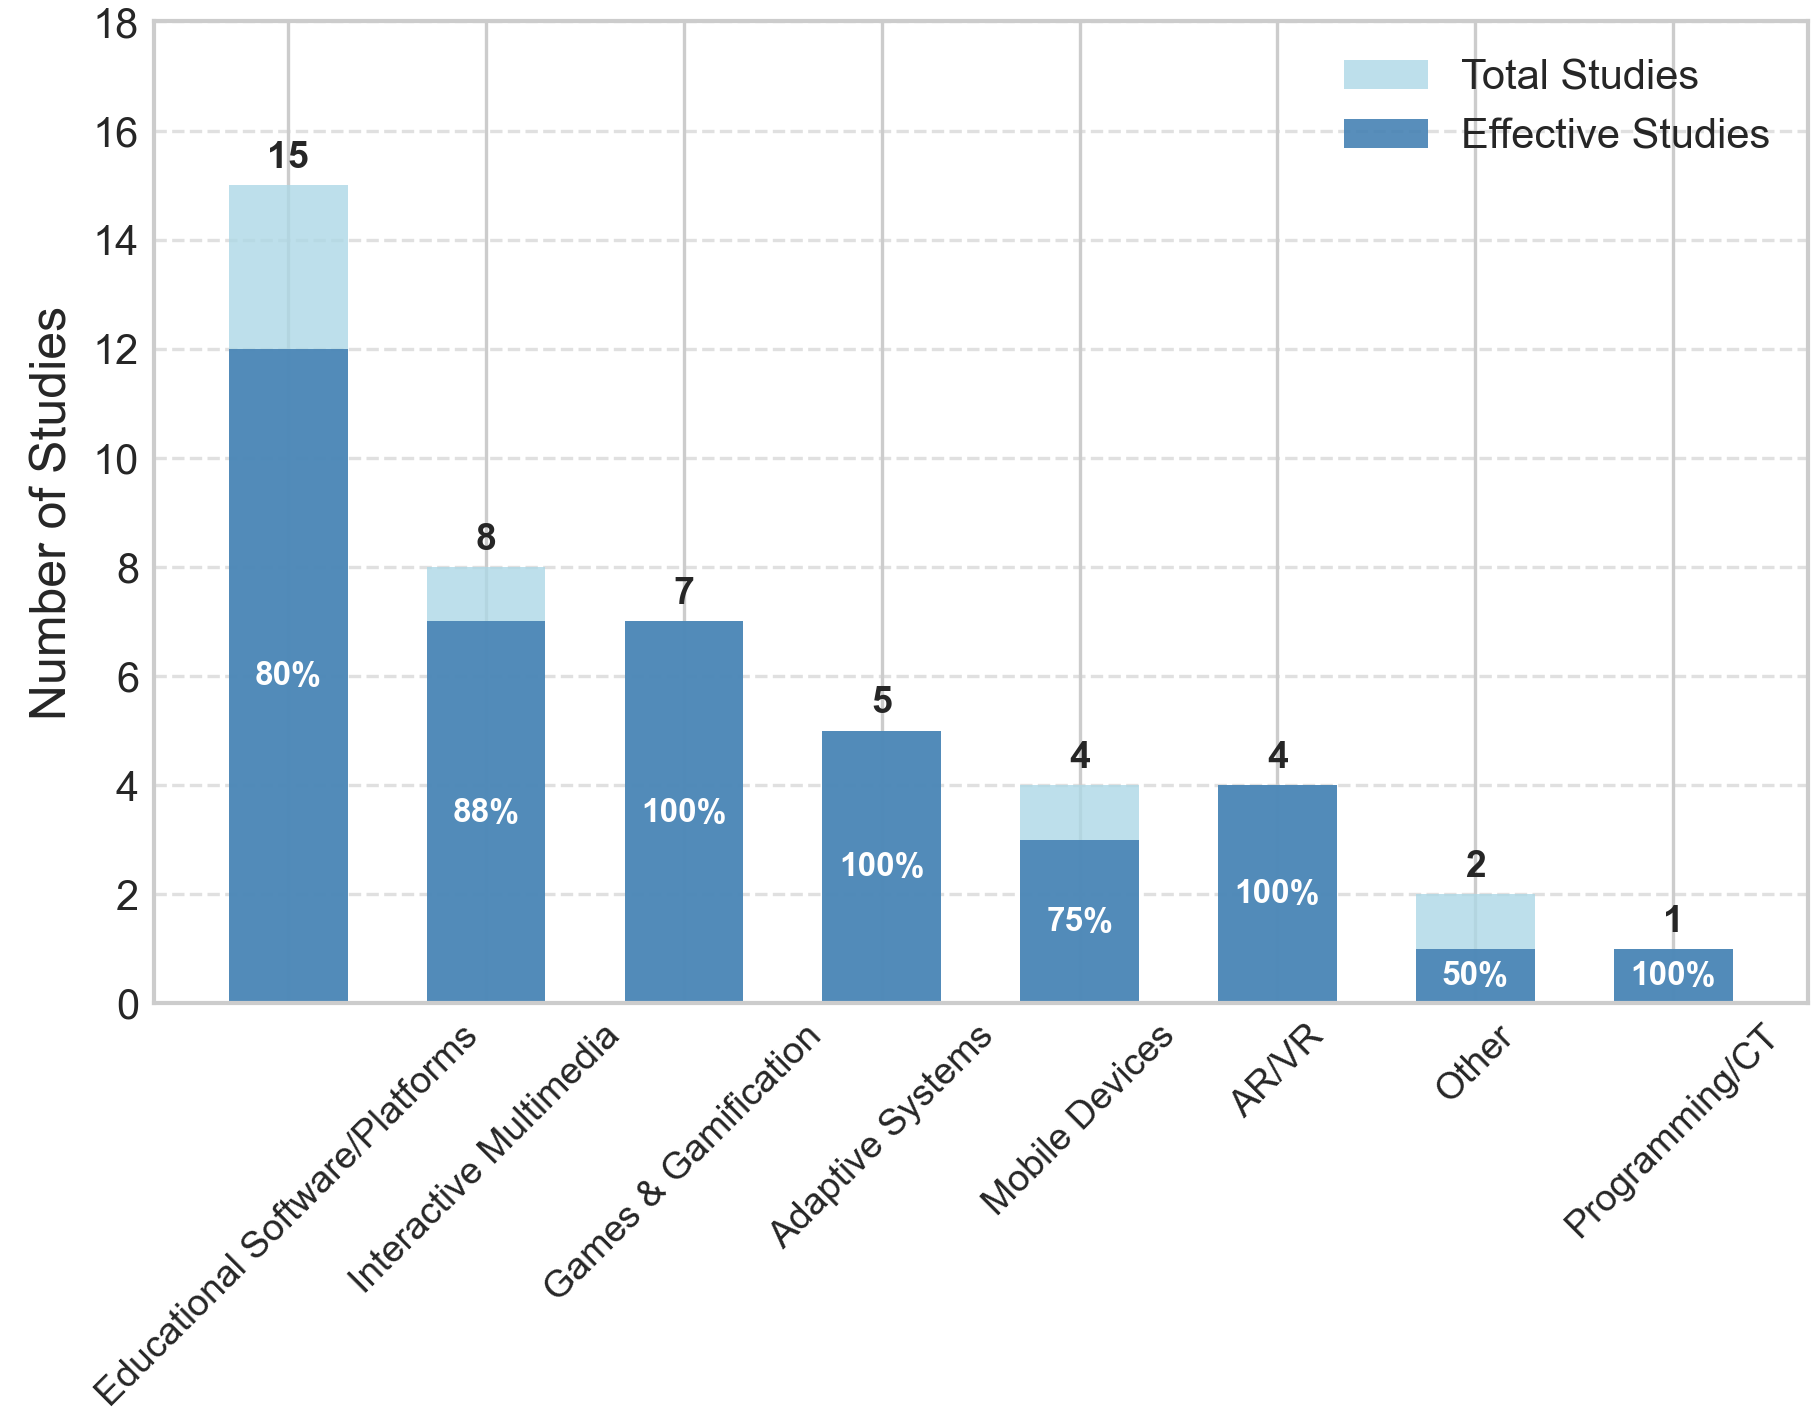 Number of Studies
18
16
14
12
10
8
6
4
2
0
Total Studies
Effective Studies
15
8
7
5
4
4
2
1
80%
88%
100%
100%
75%
100%
50%
100%
Educational Software/Platforms
Interactive Multimedia
Games & Gamification
Adaptive Systems
Mobile Devices
AR/VR
Other
Programming/CT